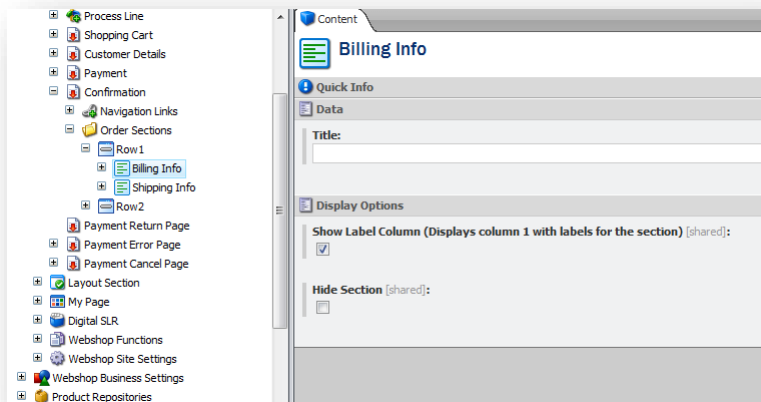 Process Line
Shopping Cart
Customer Details
Payment
Confirmation
Navigation Links
Order Sections
Row1
Billing Info
Shipping Info
Row2
Payment Return Page
Payment Error Page
Payment Cancel Page
Layout Section
My Page
Digital SLR
Webshop Functions
Webshop Site Settings
Webshop Business Settings
Product Repositories
Content
Billing Info
Quick Info
Data
Title:
Display Options
Show Label Column (Displays column 1 with labels for the section) [shared]:
Hide Section [shared]: